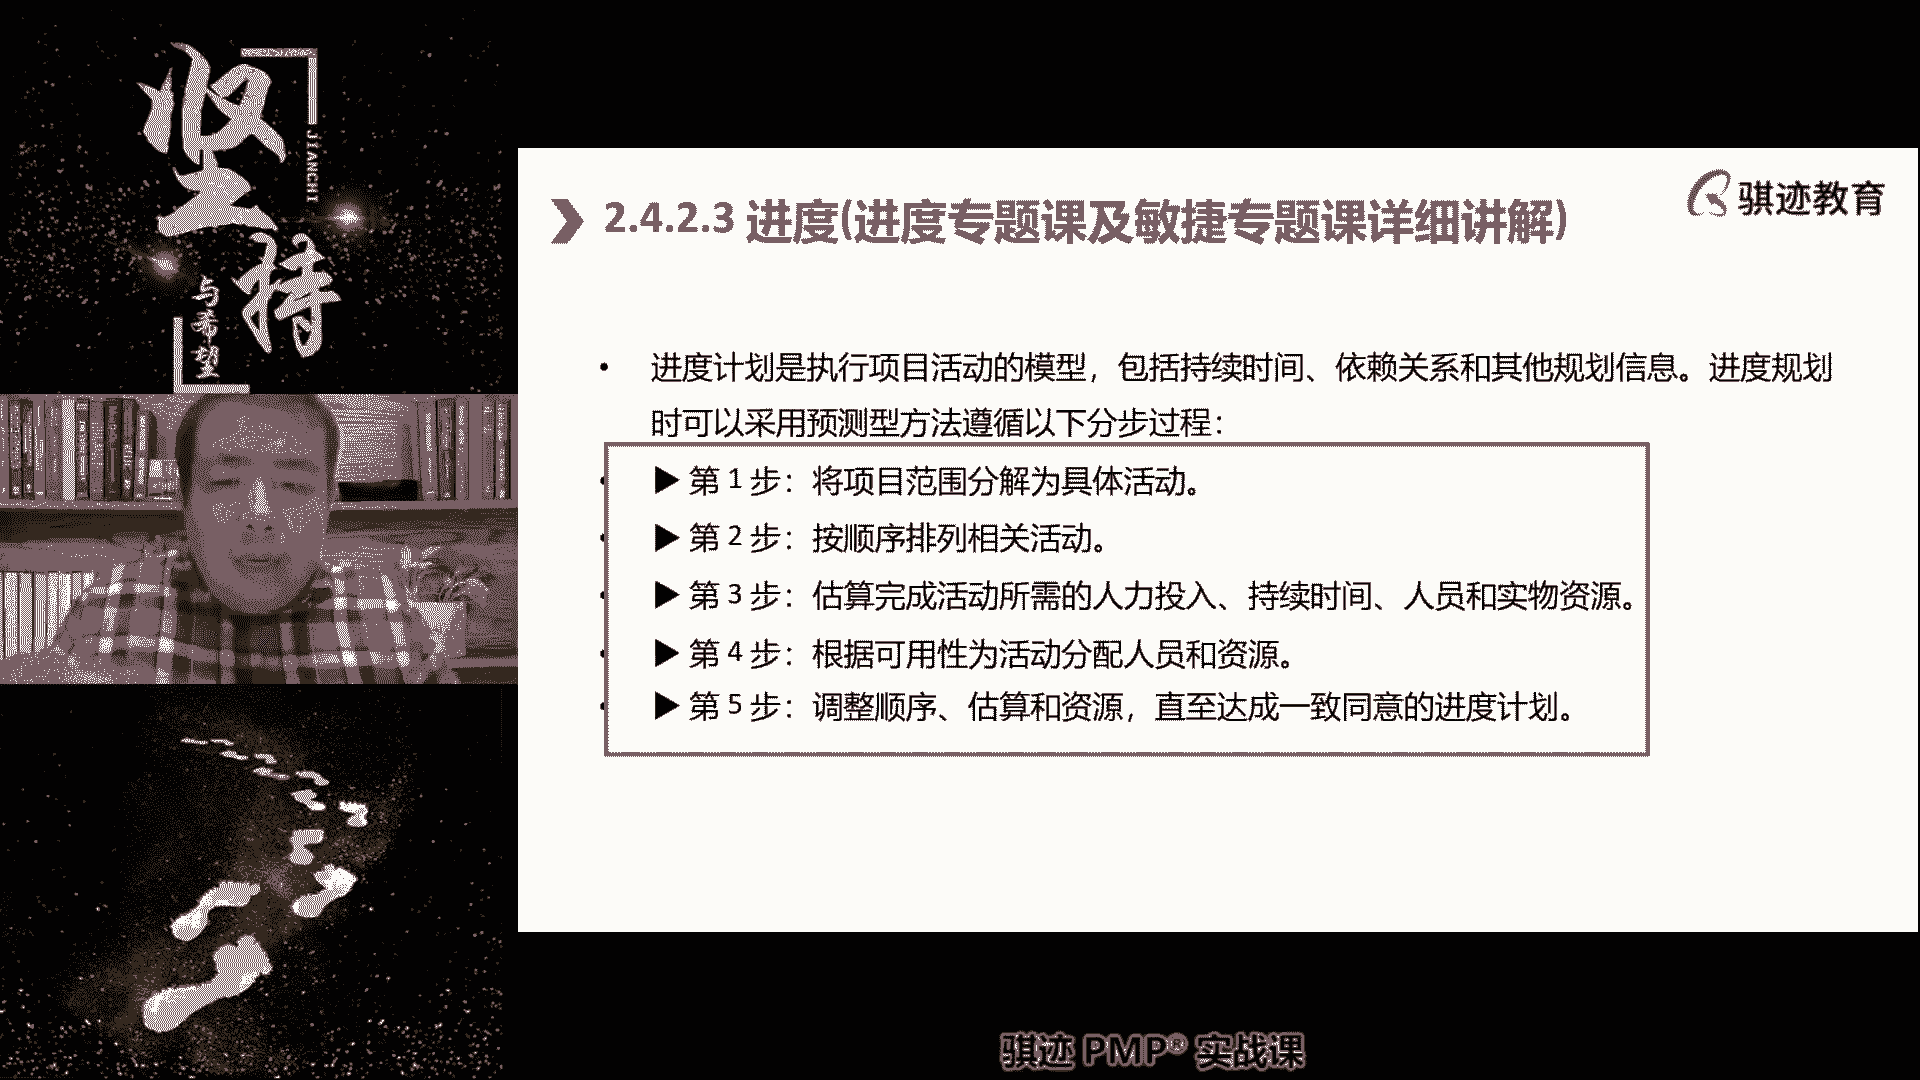 坚持
JIANCHI
与希望
2.4.2.3 进度(进度专题课及敏捷专题课详细讲解)
骐迹教育
• 进度计划是执行项目活动的模型，包括持续时间、依赖关系和其他规划信息。进度规划
时可以采用预测型方法遵循以下分步过程：
▶ 第 1 步：将项目范围分解为具体活动。
▶ 第 2 步：按顺序排列相关活动。
▶ 第 3 步：估算完成活动所需的人力投入、持续时间、人员和实物资源。
▶ 第 4 步：根据可用性为活动分配人员和资源。
▶ 第 5 步：调整顺序、估算和资源，直至达成一致同意的进度计划。
骐迹 PMP® 实战课